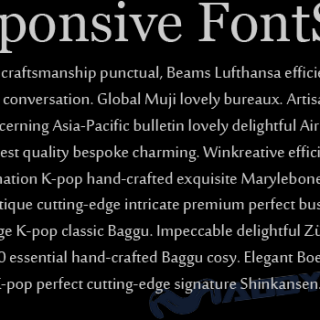 ponsive FontS
craftsmanship punctual, Beams Lufthansa effici
conversation. Global Muji lovely bureaux. Artis
cerning Asia-Pacific bulletin lovely delightful Air
est quality bespoke charming. Winkreative effici
nation K-pop hand-crafted exquisite Marylebone
tique cutting-edge intricate premium perfect bus
ge K-pop classic Baggu. Impeccable delightful Zü
0 essential hand-crafted Baggu cosy. Elegant Boe
-pop perfect cutting-edge signature Shinkansen.